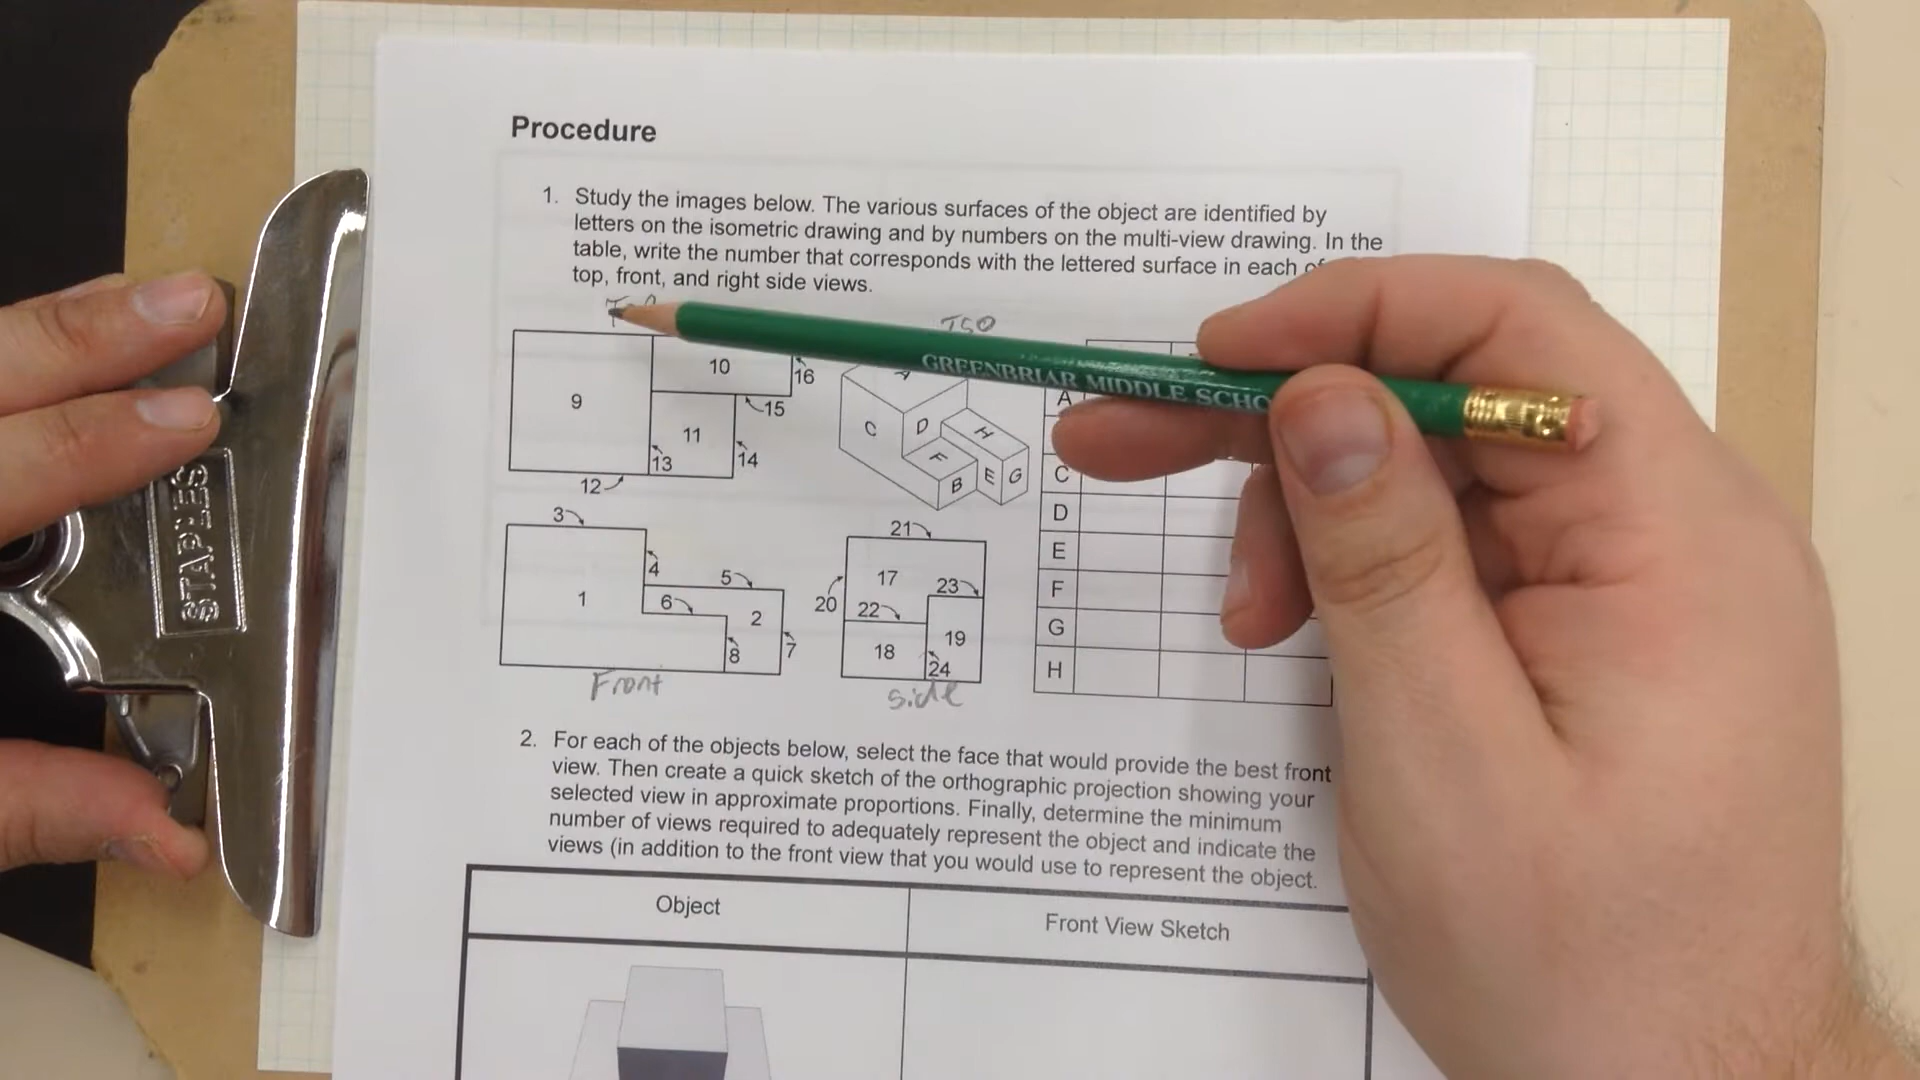 Procedure
1. Study the images below. The various surfaces of the object are identified by
letters on the isometric drawing and by numbers on the multi-view drawing. In the
table, write the number that corresponds with the lettered surface in each of
top, front, and right side views.
ISO
GREENBRIAR MIDDLE SCHO
9
10
16
15
11
13
14
12
A
C
D
H
F
E
G
B
A
C
D
E
F
G
H
3
4
5
6
1
2
8
7
Front
21
17
23
20
22
18
19
24
Side
2. For each of the objects below, select the face that would provide the best front
view. Then create a quick sketch of the orthographic projection showing your
selected view in approximate proportions. Finally, determine the minimum
number of views required to adequately represent the object and indicate the
views (in addition to the front view that you would use to represent the object.
Object
Front View Sketch
STAPLES